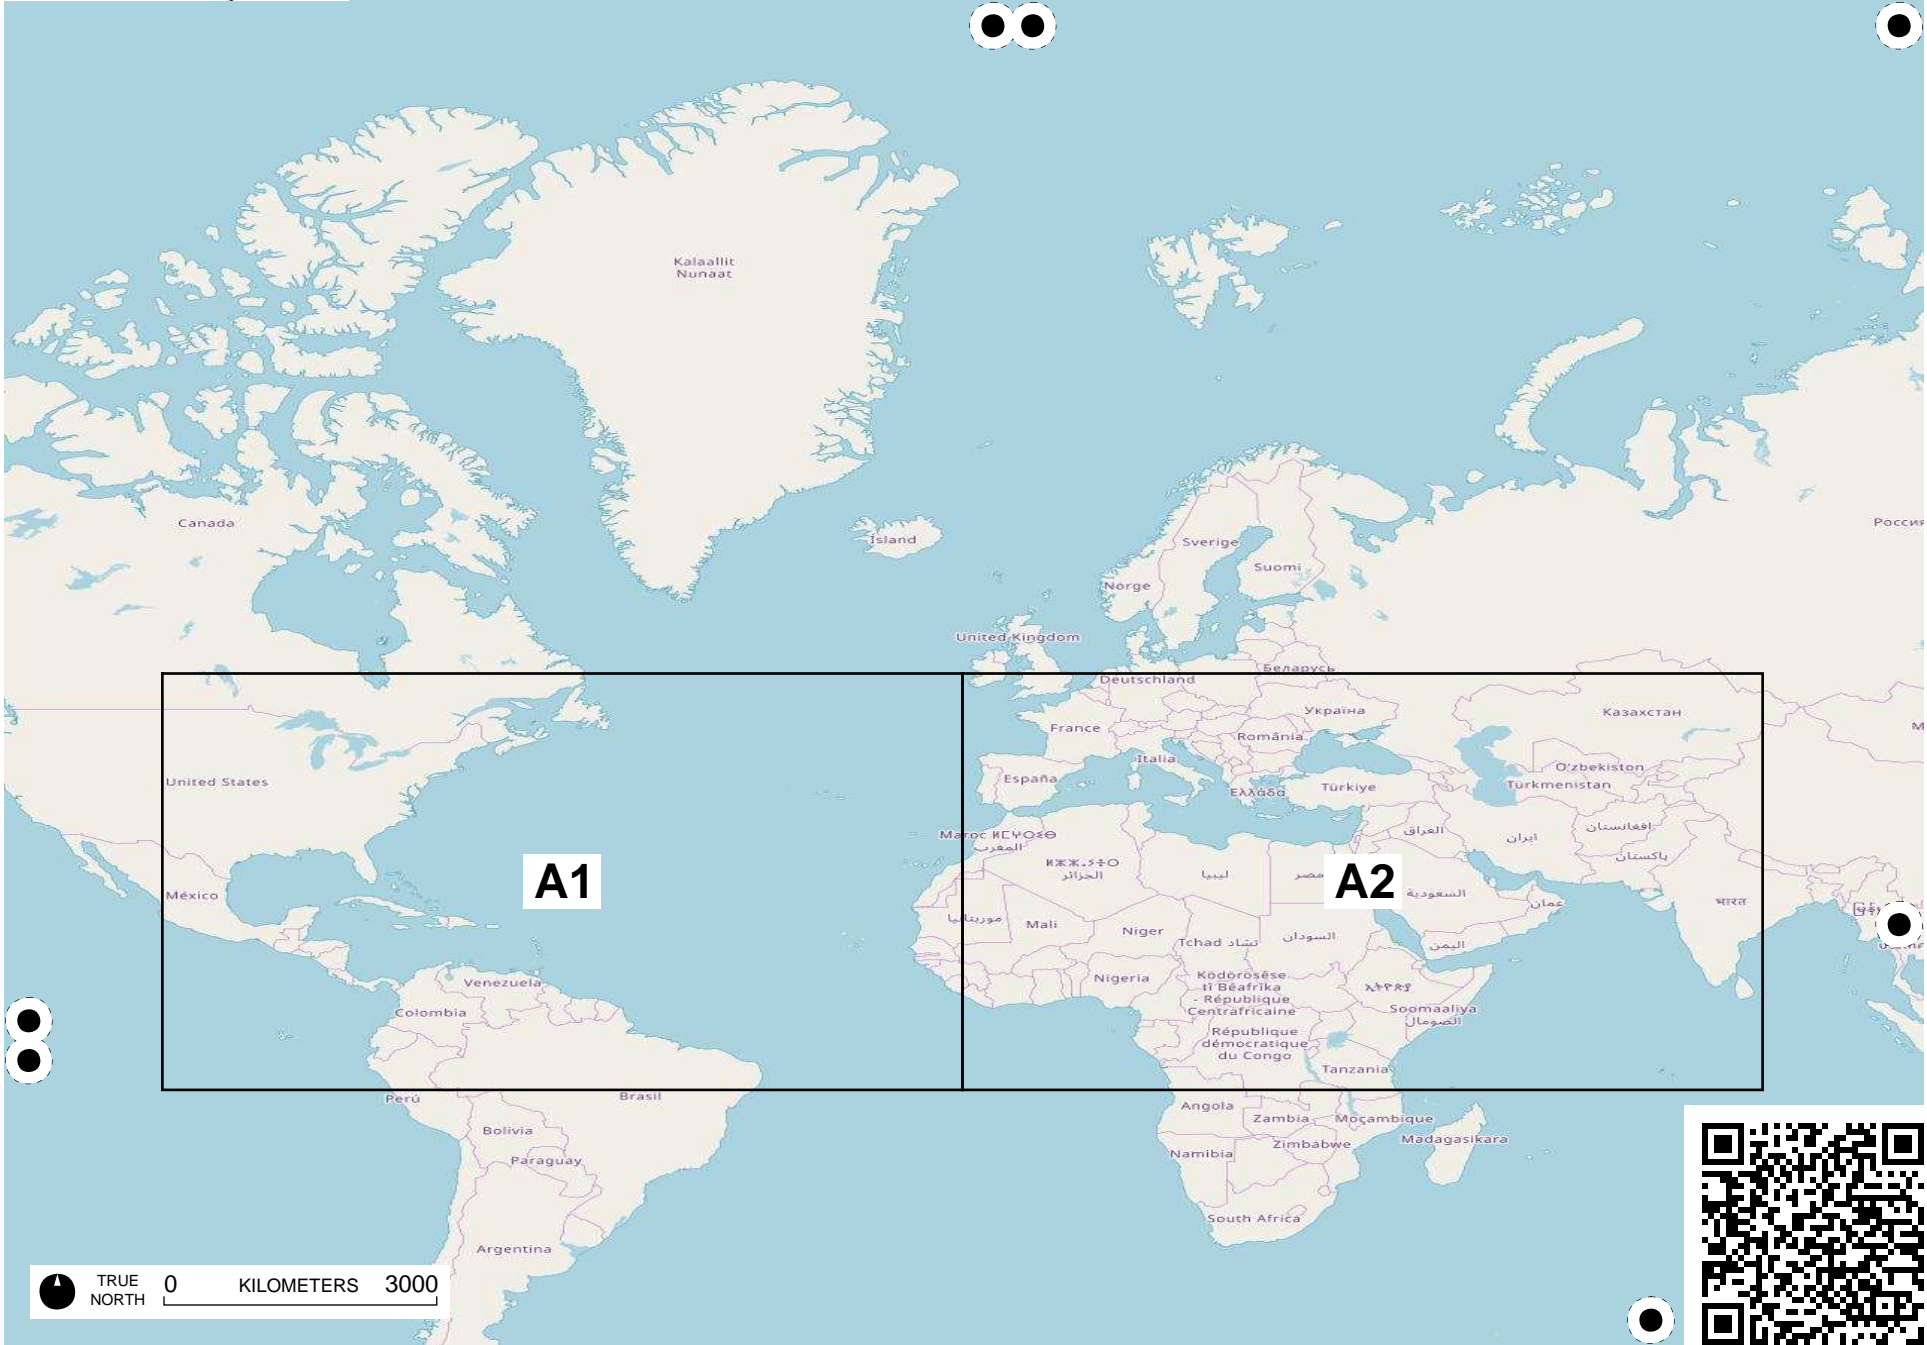 Kalaallit
Nunaat
Canada
Ísland
Sverige
Suomi
Norge
Россия
United Kingdom
Беларусь
Deutschland
Україна
Казахстан
France
România
Italia
España
Ελλάδα
Türkiye
O'zbekiston
Türkmenistan
United States
Maroc ⵍⵎⵖⵔⵉⴱ
المغرب
العراق
ایران
افغانستان
پاکستان
الجزائر
ليبيا
مصر
السعودية
عمان
भारत
México
A1
A2
موريتانيا
Mali
Niger
Tchad تشاد
السودان
اليمن
Nigeria
Ködörösêse
tî Bêafrîka
- République
Centrafricaine
Soomaaliya
الصومال
Venezuela
Colombia
République
démocratique
du Congo
Tanzania
Perú
Brasil
Angola
Zambia
Moçambique
Bolivia
Zimbabwe
Madagasikara
Paraguay
Namibia
South Africa
Argentina
TRUE
NORTH
0 KILOMETERS 3000